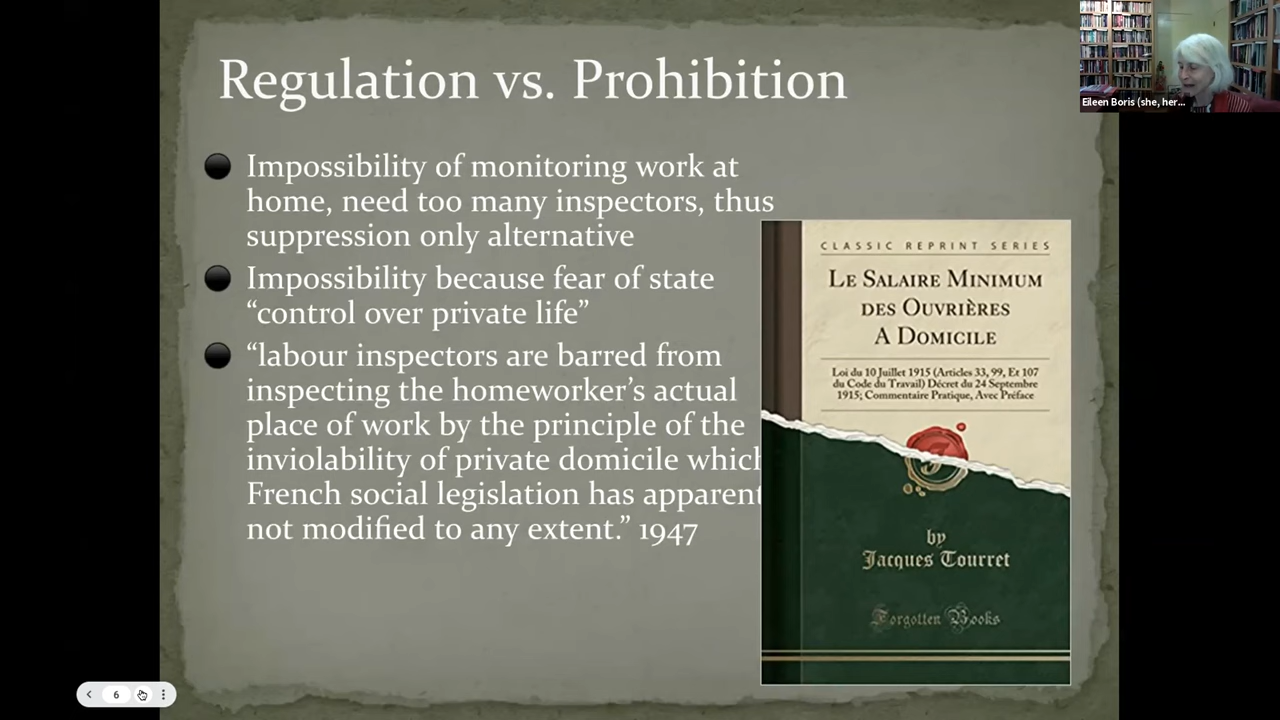 Regulation vs. Prohibition
Eileen Boris (she, her...
Impossibility of monitoring work at
home, need too many inspectors, thus
suppression only alternative
Impossibility because fear of state
“control over private life”
“labour inspectors are barred from
inspecting the homeworker’s actual
place of work by the principle of the
inviolability of private domicile which
French social legislation has apparent
not modified to any extent.” 1947
CLASSIC REPRINT SERIES
LE SALAIRE MINIMUM
DES OUVRIÈRES
A DOMICILE
Loi du 10 Juillet 1915 (Articles 33, 99, Et 107
du Code du Travail) Décret du 24 Septembre
1915; Commentaire Pratique, Avec Préface
by
Jacques Tourret
Forgotten Books
6